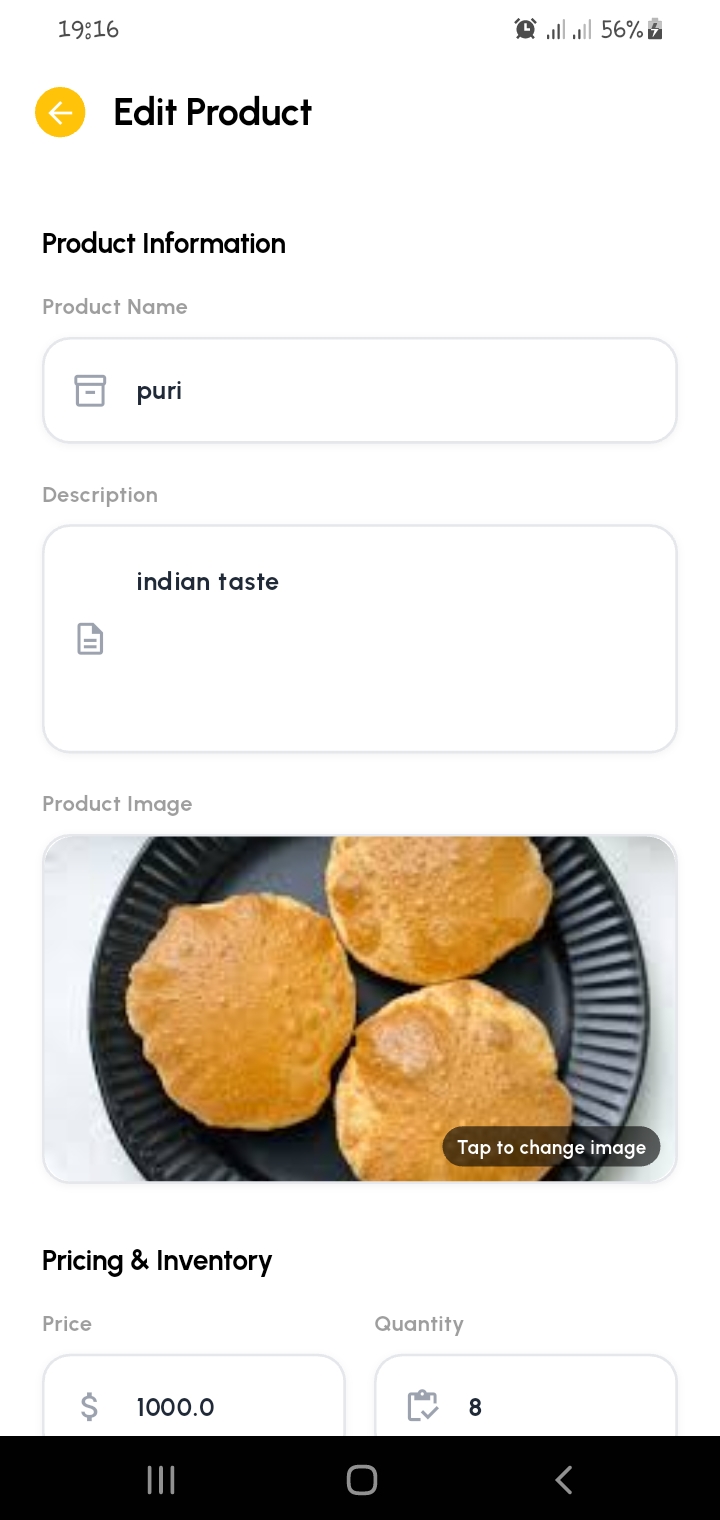 19:16
56%
Edit Product
Product Information
Product Name
puri
Description
indian taste
Product Image
Tap to change image
Pricing & Inventory
Price
Quantity
$ 1000.0
8